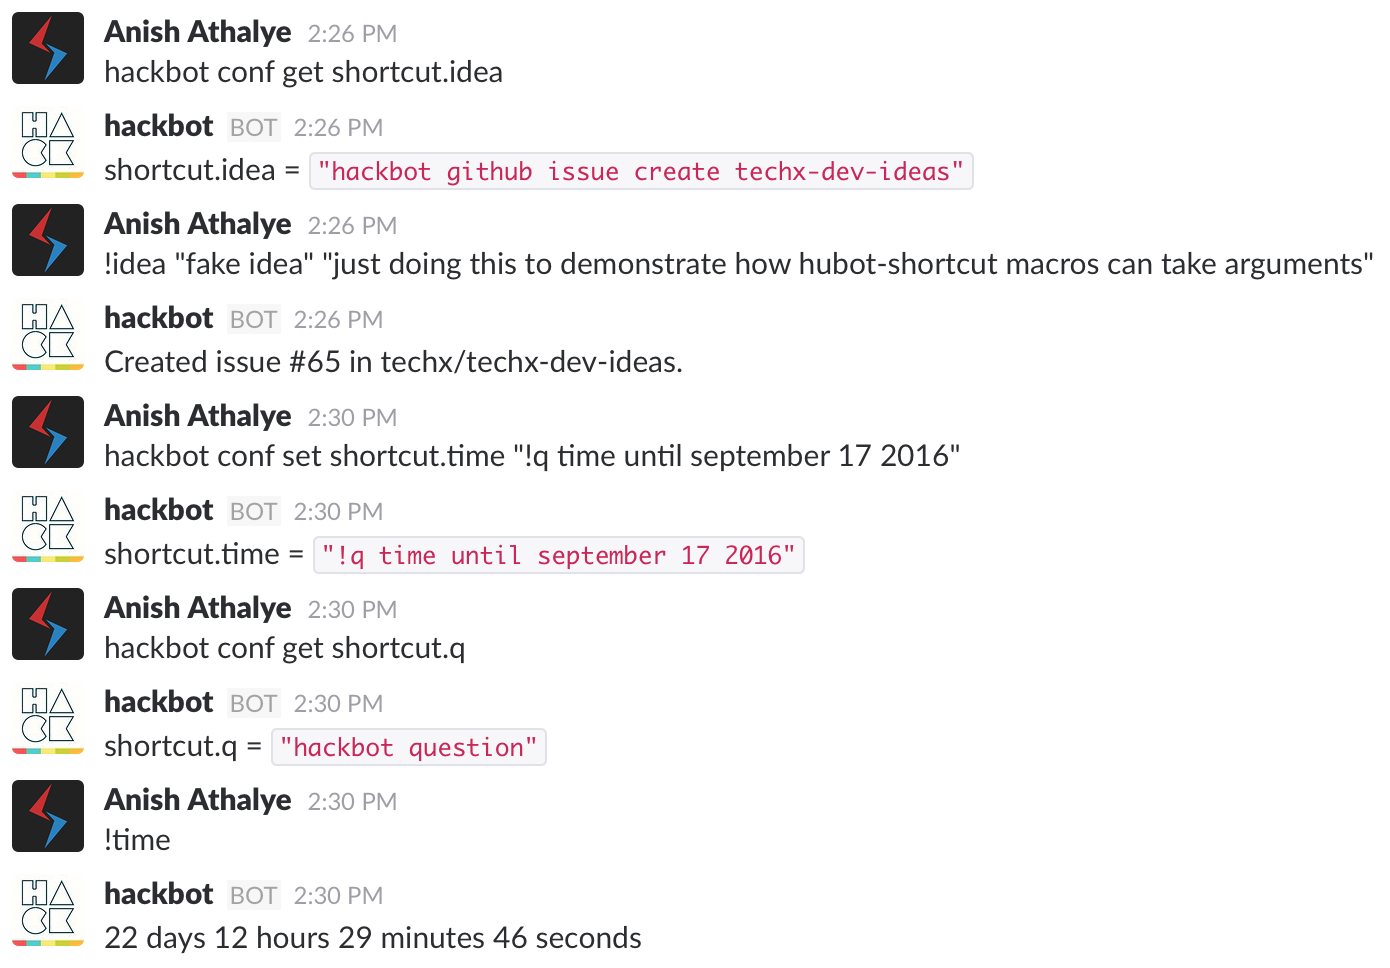 Anish Athalye 2:26 PM
hackbot conf get shortcut.idea
HACK
hackbot BOT 2:26 PM
shortcut.idea = "hackbot github issue create techx-dev-ideas"
Anish Athalye 2:26 PM
!idea "fake idea" "just doing this to demonstrate how hubot-shortcut macros can take arguments"
HACK
hackbot BOT 2:26 PM
Created issue #65 in techx/techx-dev-ideas.
Anish Athalye 2:30 PM
hackbot conf set shortcut.time "!q time until september 17 2016"
HACK
hackbot BOT 2:30 PM
shortcut.time = "!q time until september 17 2016"
Anish Athalye 2:30 PM
hackbot conf get shortcut.q
HACK
hackbot BOT 2:30 PM
shortcut.q = "hackbot question"
Anish Athalye 2:30 PM
!time
HACK
hackbot BOT 2:30 PM
22 days 12 hours 29 minutes 46 seconds